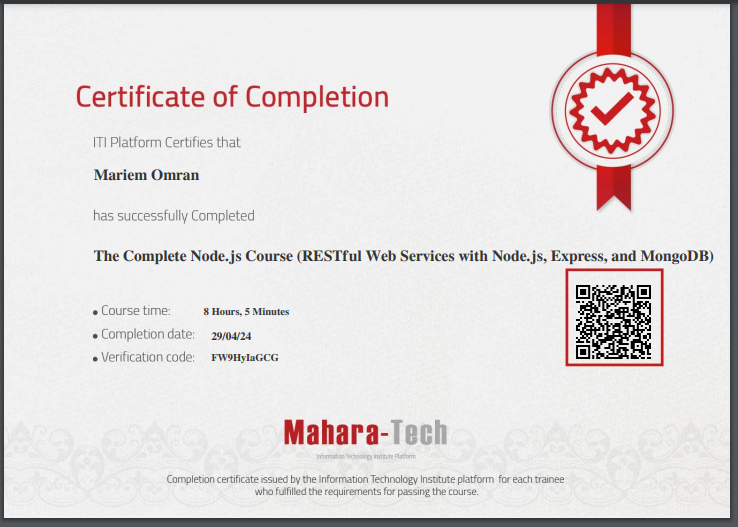 Certificate of Completion
ITI Platform Certifies that
Mariem Omran
has successfully Completed
The Complete Node.js Course (RESTful Web Services with Node.js, Express, and MongoDB)
Course time: 8 Hours, 5 Minutes
Completion date: 29/04/24
Verification code: FW9HyIaGCG
Mahara-Tech
Information Technology Institute Platform
Completion certificate issued by the Information Technology Institute platform for each trainee
who fulfilled the requirements for passing the course.